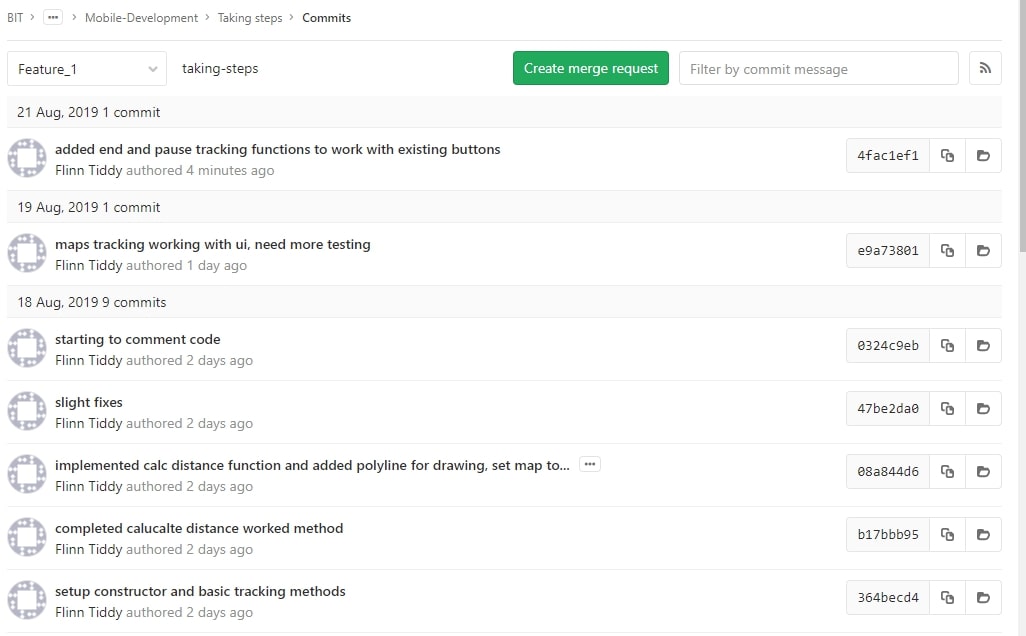 BIT > ... > Mobile-Development > Taking steps > Commits
Feature_1 taking-steps Create merge request Filter by commit message
21 Aug, 2019 1 commit
added end and pause tracking functions to work with existing buttons 4fac1ef1
Flinn Tiddy authored 4 minutes ago
19 Aug, 2019 1 commit
maps tracking working with ui, need more testing e9a73801
Flinn Tiddy authored 1 day ago
18 Aug, 2019 9 commits
starting to comment code 0324c9eb
Flinn Tiddy authored 2 days ago
slight fixes 47be2da0
Flinn Tiddy authored 2 days ago
implemented calc distance function and added polyline for drawing, set map to... ... 08a844d6
Flinn Tiddy authored 2 days ago
completed calucalte distance worked method b17bbb95
Flinn Tiddy authored 2 days ago
setup constructor and basic tracking methods 364becd4
Flinn Tiddy authored 2 days ago